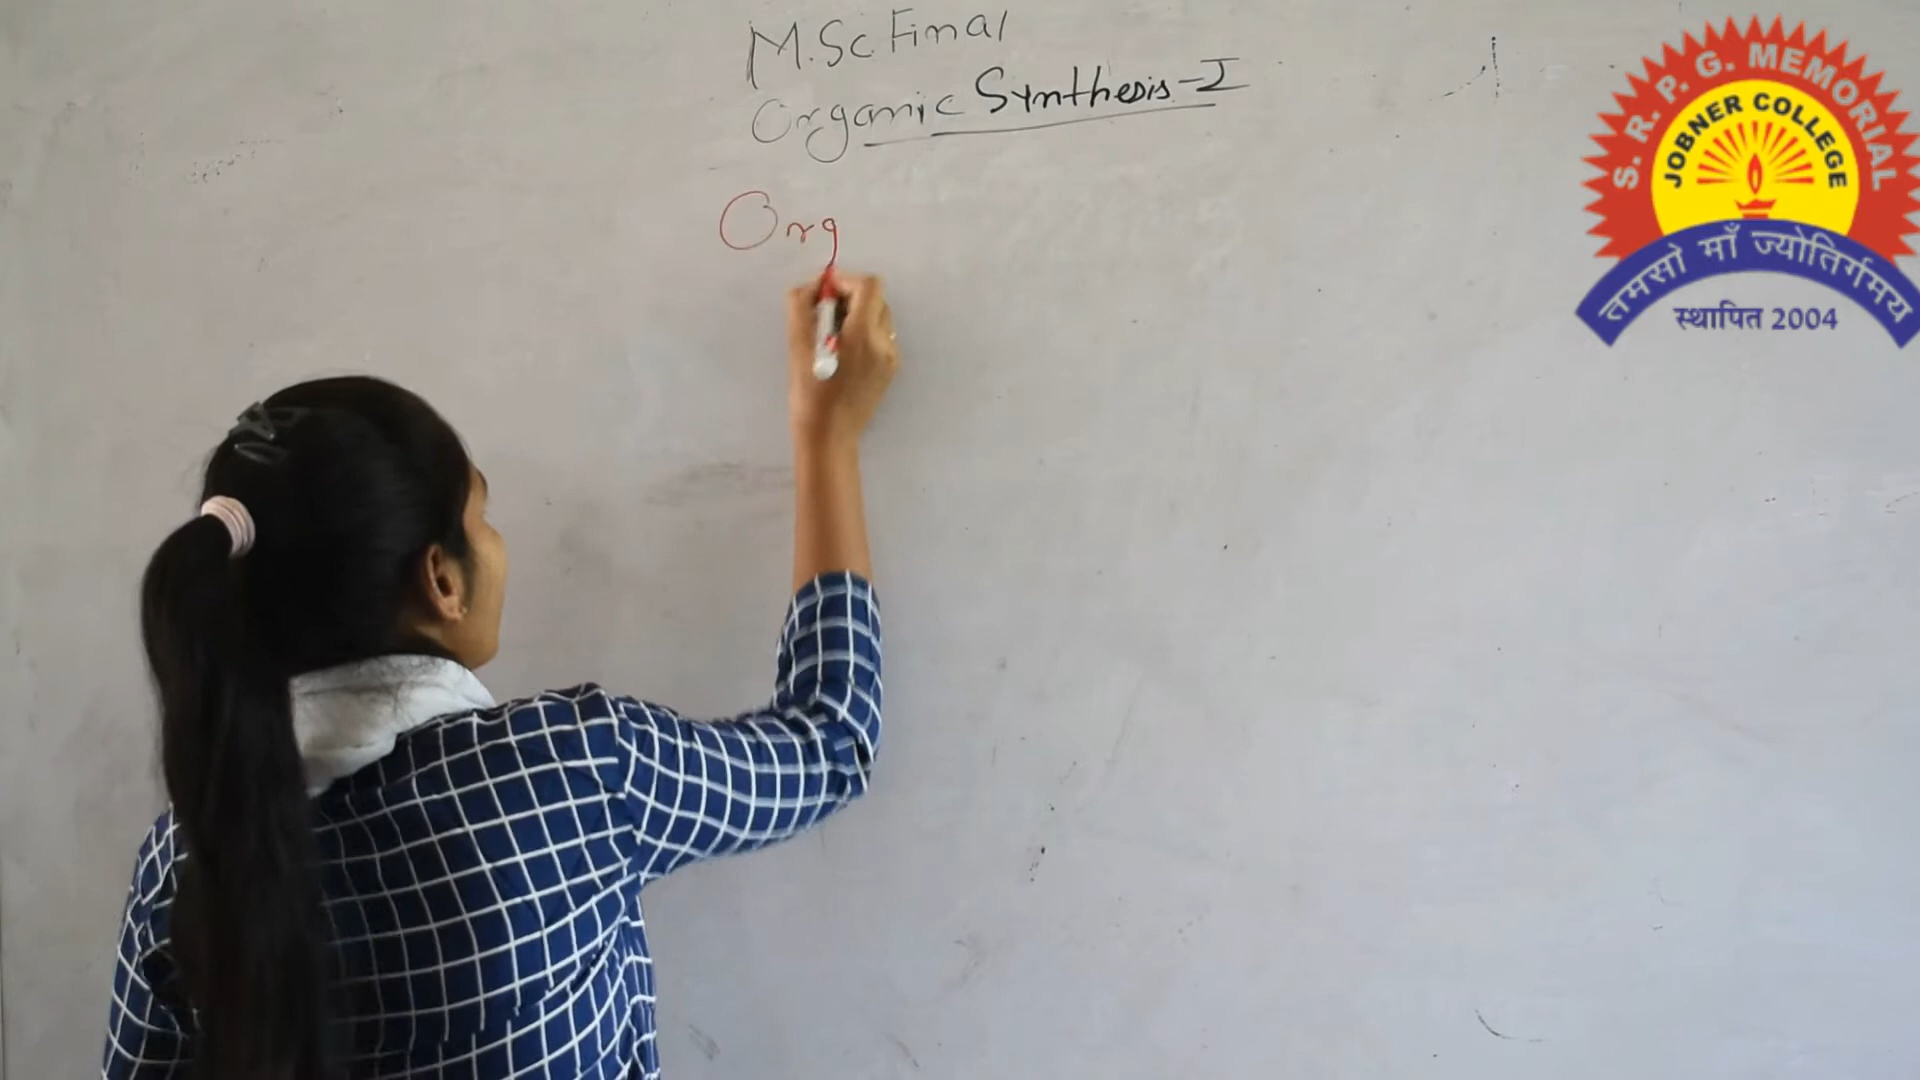 M.Sc. Final
Organic Synthesis-I
Org
S. R. P. G. MEMORIAL
JOBNER COLLEGE
तमसो माँ ज्योतिर्गमय
स्थापित 2004